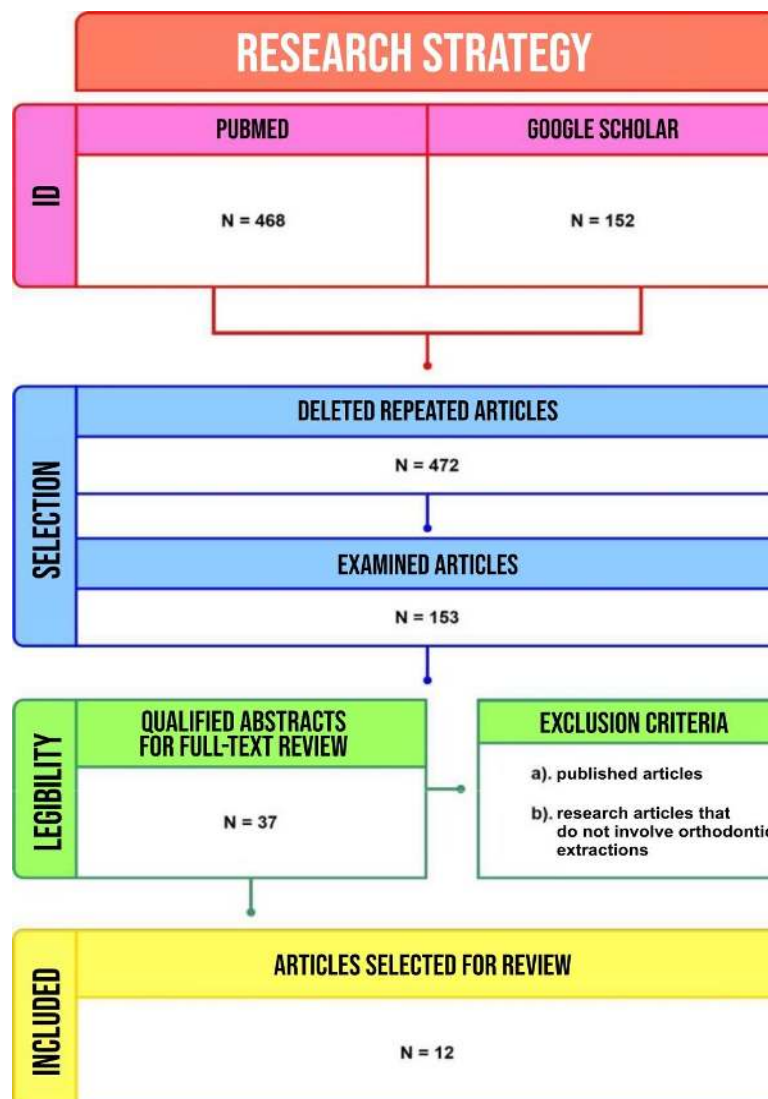 RESEARCH STRATEGY
ID
PUBMED
GOOGLE SCHOLAR
N = 468
N = 152
SELECTION
DELETED REPEATED ARTICLES
N = 472
EXAMINED ARTICLES
N = 153
LEGIBILITY
QUALIFIED ABSTRACTS
FOR FULL-TEXT REVIEW
N = 37
EXCLUSION CRITERIA
a). published articles
b). research articles that
do not involve orthodontic
extractions
INCLUDED
ARTICLES SELECTED FOR REVIEW
N = 12